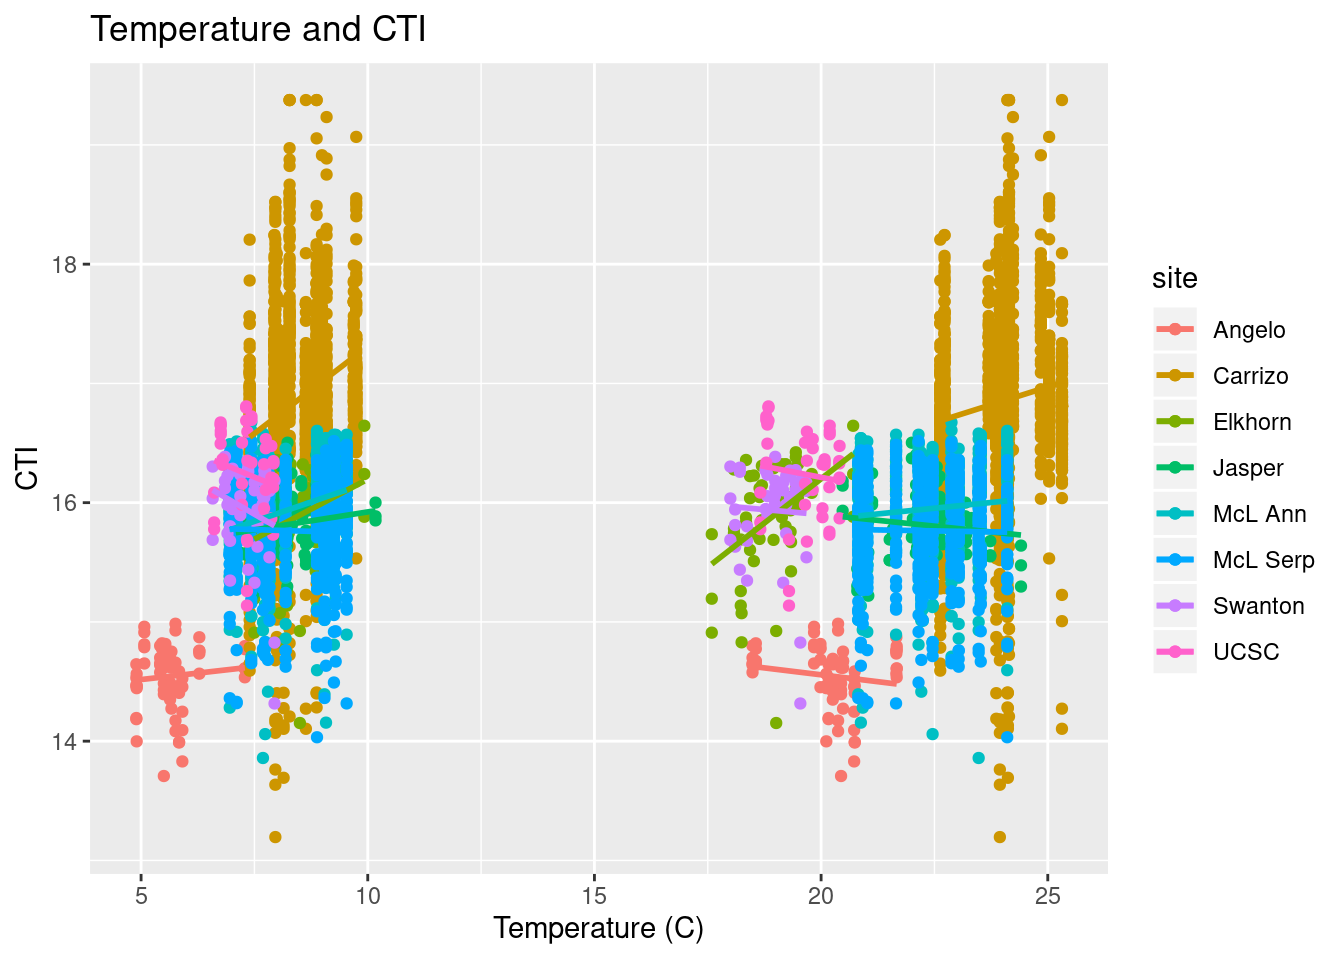 Temperature and CTI
CTI
18
16
14
5 10 15 20 25
Temperature (C)
site
Angelo
Carrizo
Elkhorn
Jasper
McL Ann
McL Serp
Swanton
UCSC